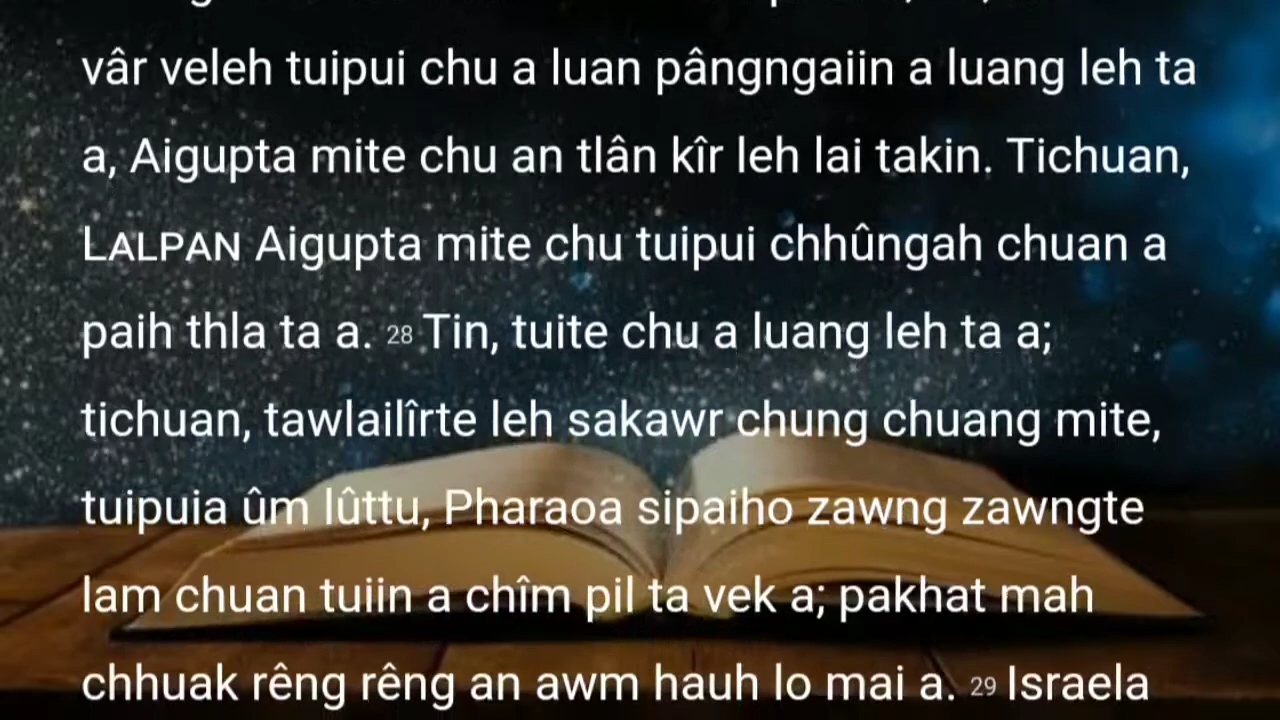 vâr veleh tuipui chu a luan pângngaiin a luang leh ta
a, Aigupta mite chu an tlân kîr leh lai takin. Tichuan,
LALPAN Aigupta mite chu tuipui chhûngah chuan a
paih thla ta a. 28 Tin, tuite chu a luang leh ta a;
tichuan, tawlailîrte leh sakawr chung chuang mite,
tuipuia ûm lûttu, Pharaoa sipaiho zawng zawngte
lam chuan tuiin a chîm pil ta vek a; pakhat mah
chhuak rêng rêng an awm hauh lo mai a. 29 Israela